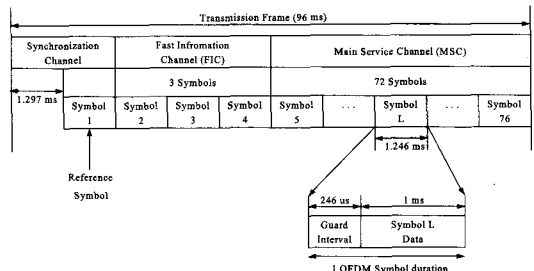 Transmission Frame (96 ms)
Synchronization Channel
Fast Infromation Channel (FIC)
Main Service Channel (MSC)
3 Symbols
72 Symbols
1.297 ms
Symbol 1
Symbol 2
Symbol 3
Symbol 4
Symbol 5
...
Symbol L
...
Symbol 76
1.246 ms
Reference Symbol
246 us
1 ms
Guard Interval
Symbol L Data
1 OFDM Symbol duration